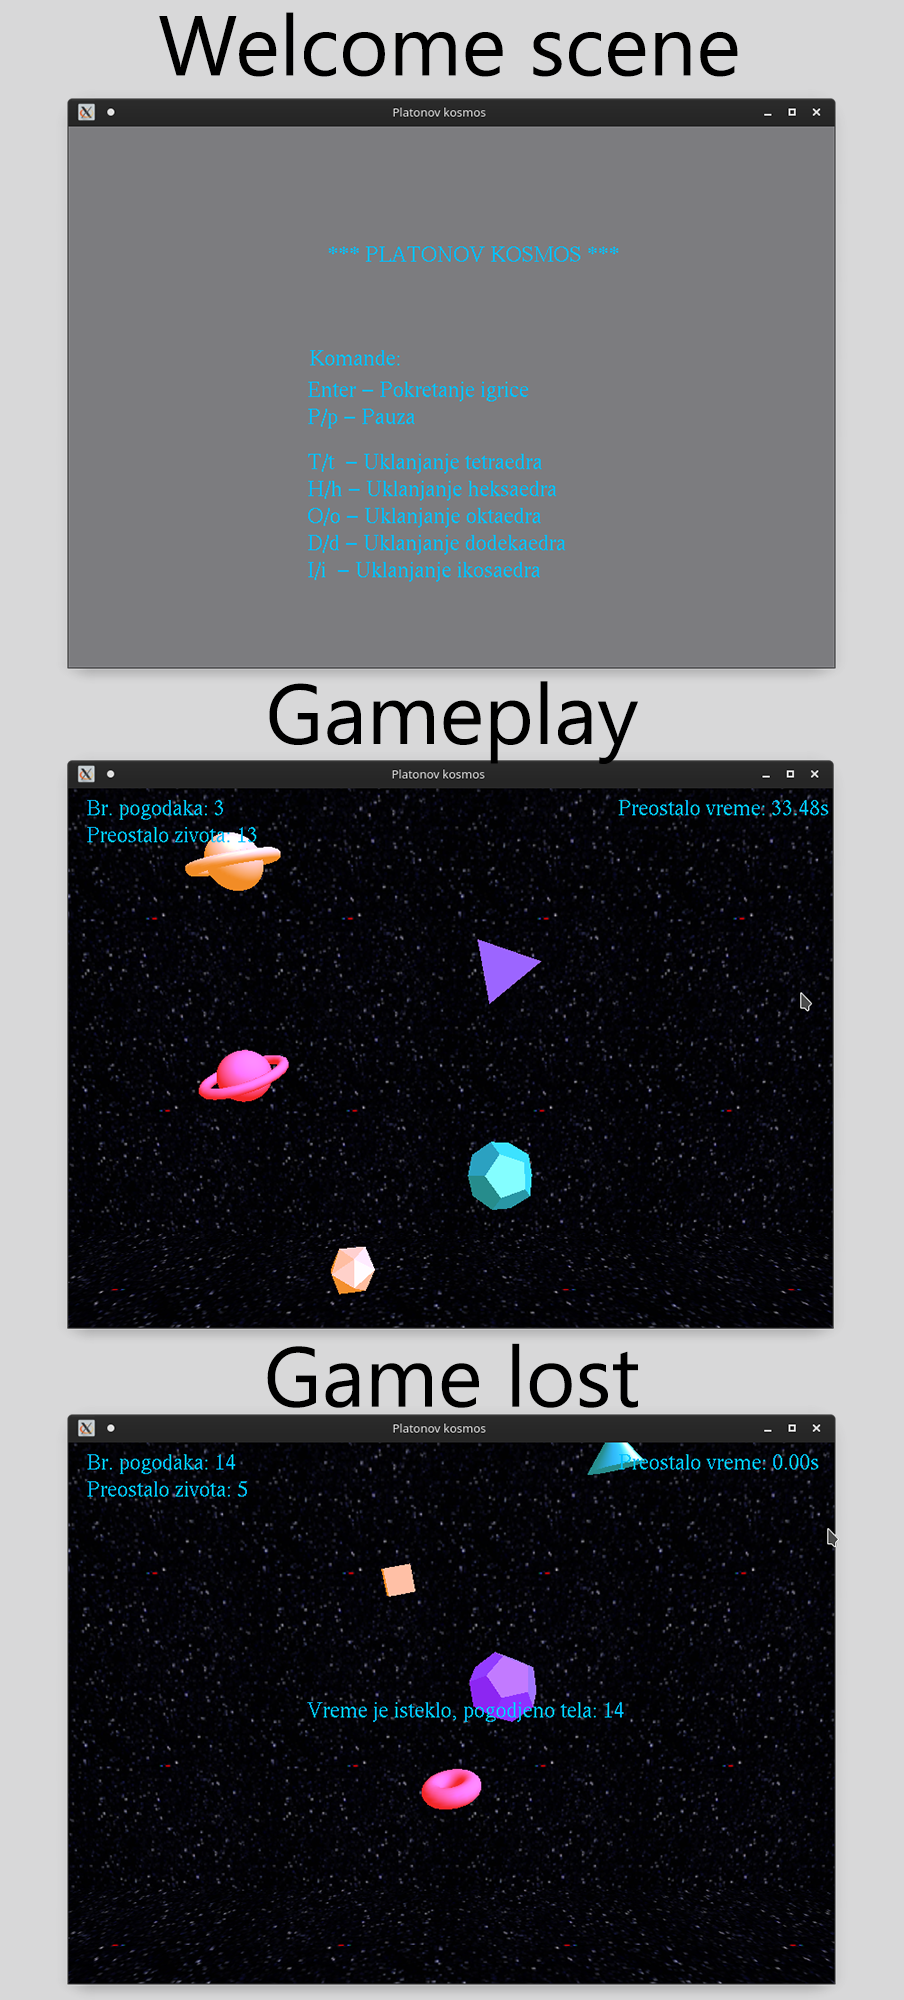 Welcome scene
Platonov kosmos
*** PLATONOV KOSMOS ***
Komande:
Enter – Pokretanje igrice
P/p – Pauza
T/t – Uklanjanje tetraedra
H/h – Uklanjanje heksaedra
O/o – Uklanjanje oktaedra
D/d – Uklanjanje dodekaedra
I/i – Uklanjanje ikosaedra
Gameplay
Platonov kosmos
Br. pogodaka: 3
Preostalo vreme: 33.48s
Preostalo zivota: 13
Game lost
Platonov kosmos
Br. pogodaka: 14
Preostalo vreme: 0.00s
Preostalo zivota: 5
Vreme je isteklo, pogodjeno tela: 14